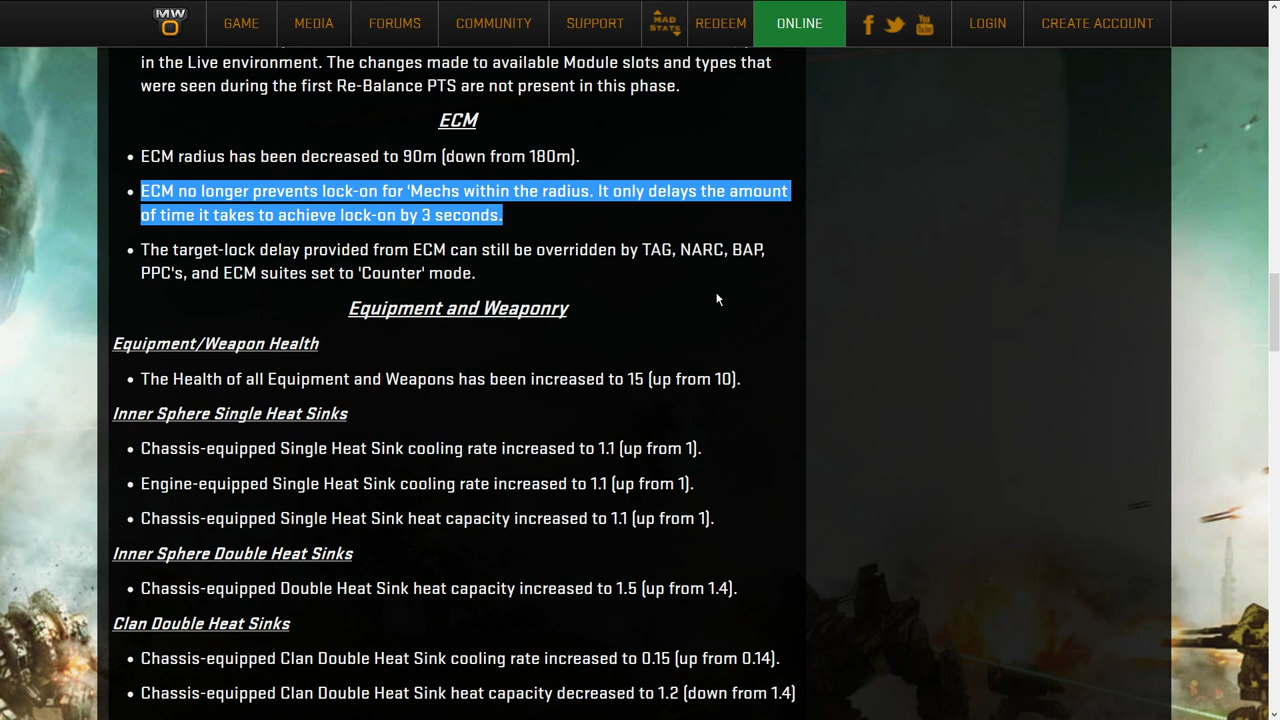 MW
GAME
MEDIA
FORUMS
COMMUNITY
SUPPORT
MAD
STATS
REDEEM
ONLINE
You
Tube
LOGIN
CREATE ACCOUNT
in the Live environment. The changes made to available Module slots and types that
were seen during the first Re-Balance PTS are not present in this phase.
ECM
• ECM radius has been decreased to 90m (down from 180m).
• ECM no longer prevents lock-on for 'Mechs within the radius. It only delays the amount
of time it takes to achieve lock-on by 3 seconds.
• The target-lock delay provided from ECM can still be overridden by TAG, NARC, BAP,
PPC's, and ECM suites set to 'Counter' mode.
Equipment and Weaponry
Equipment/Weapon Health
• The Health of all Equipment and Weapons has been increased to 15 (up from 10).
Inner Sphere Single Heat Sinks
• Chassis-equipped Single Heat Sink cooling rate increased to 1.1 (up from 1).
• Engine-equipped Single Heat Sink cooling rate increased to 1.1 (up from 1).
• Chassis-equipped Single Heat Sink heat capacity increased to 1.1 (up from 1).
Inner Sphere Double Heat Sinks
• Chassis-equipped Double Heat Sink heat capacity increased to 1.5 (up from 1.4).
Clan Double Heat Sinks
• Chassis-equipped Clan Double Heat Sink cooling rate increased to 0.15 (up from 0.14).
• Chassis-equipped Clan Double Heat Sink heat capacity decreased to 1.2 (down from 1.4)